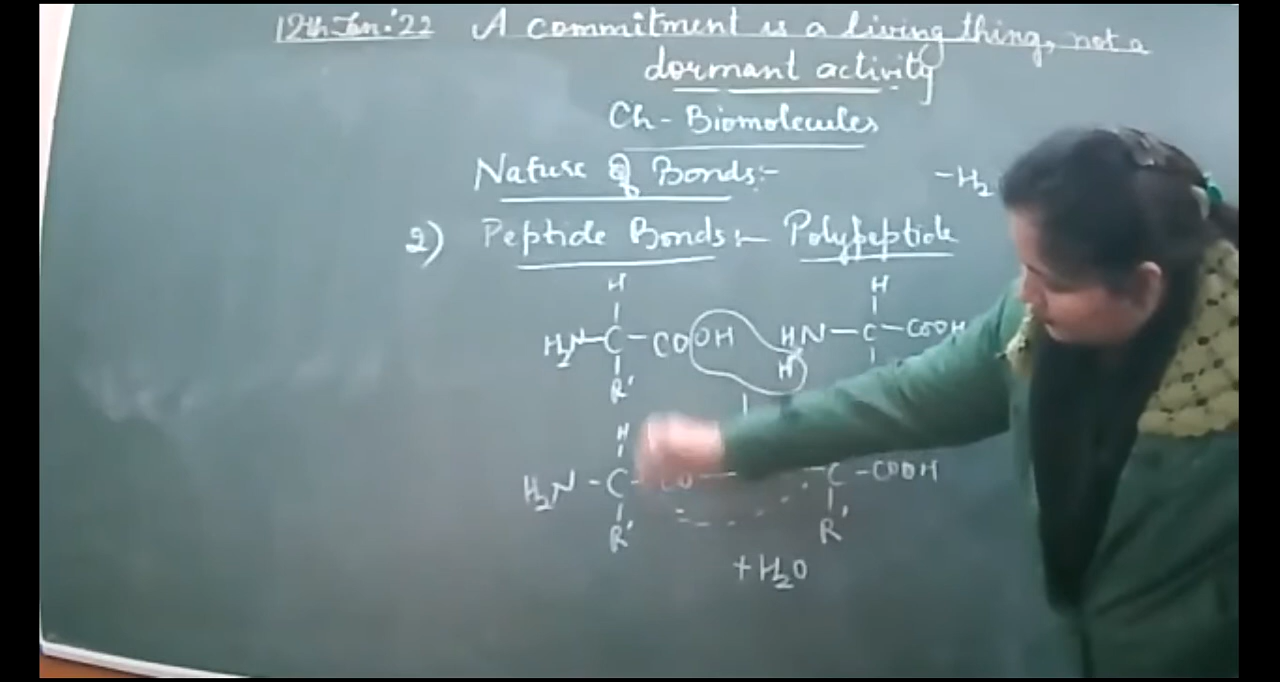 12th Jan.'22 A commitment is a living thing, not a
dormant activity
Ch - Biomolecules
Nature of Bonds:-
-H2
2) Peptide Bonds:- Polypeptide
H H
H2N-C-COOH HN-C-COOH
H
R'
H
H2N-C-CO- C-COOH
R' R'
+H2O